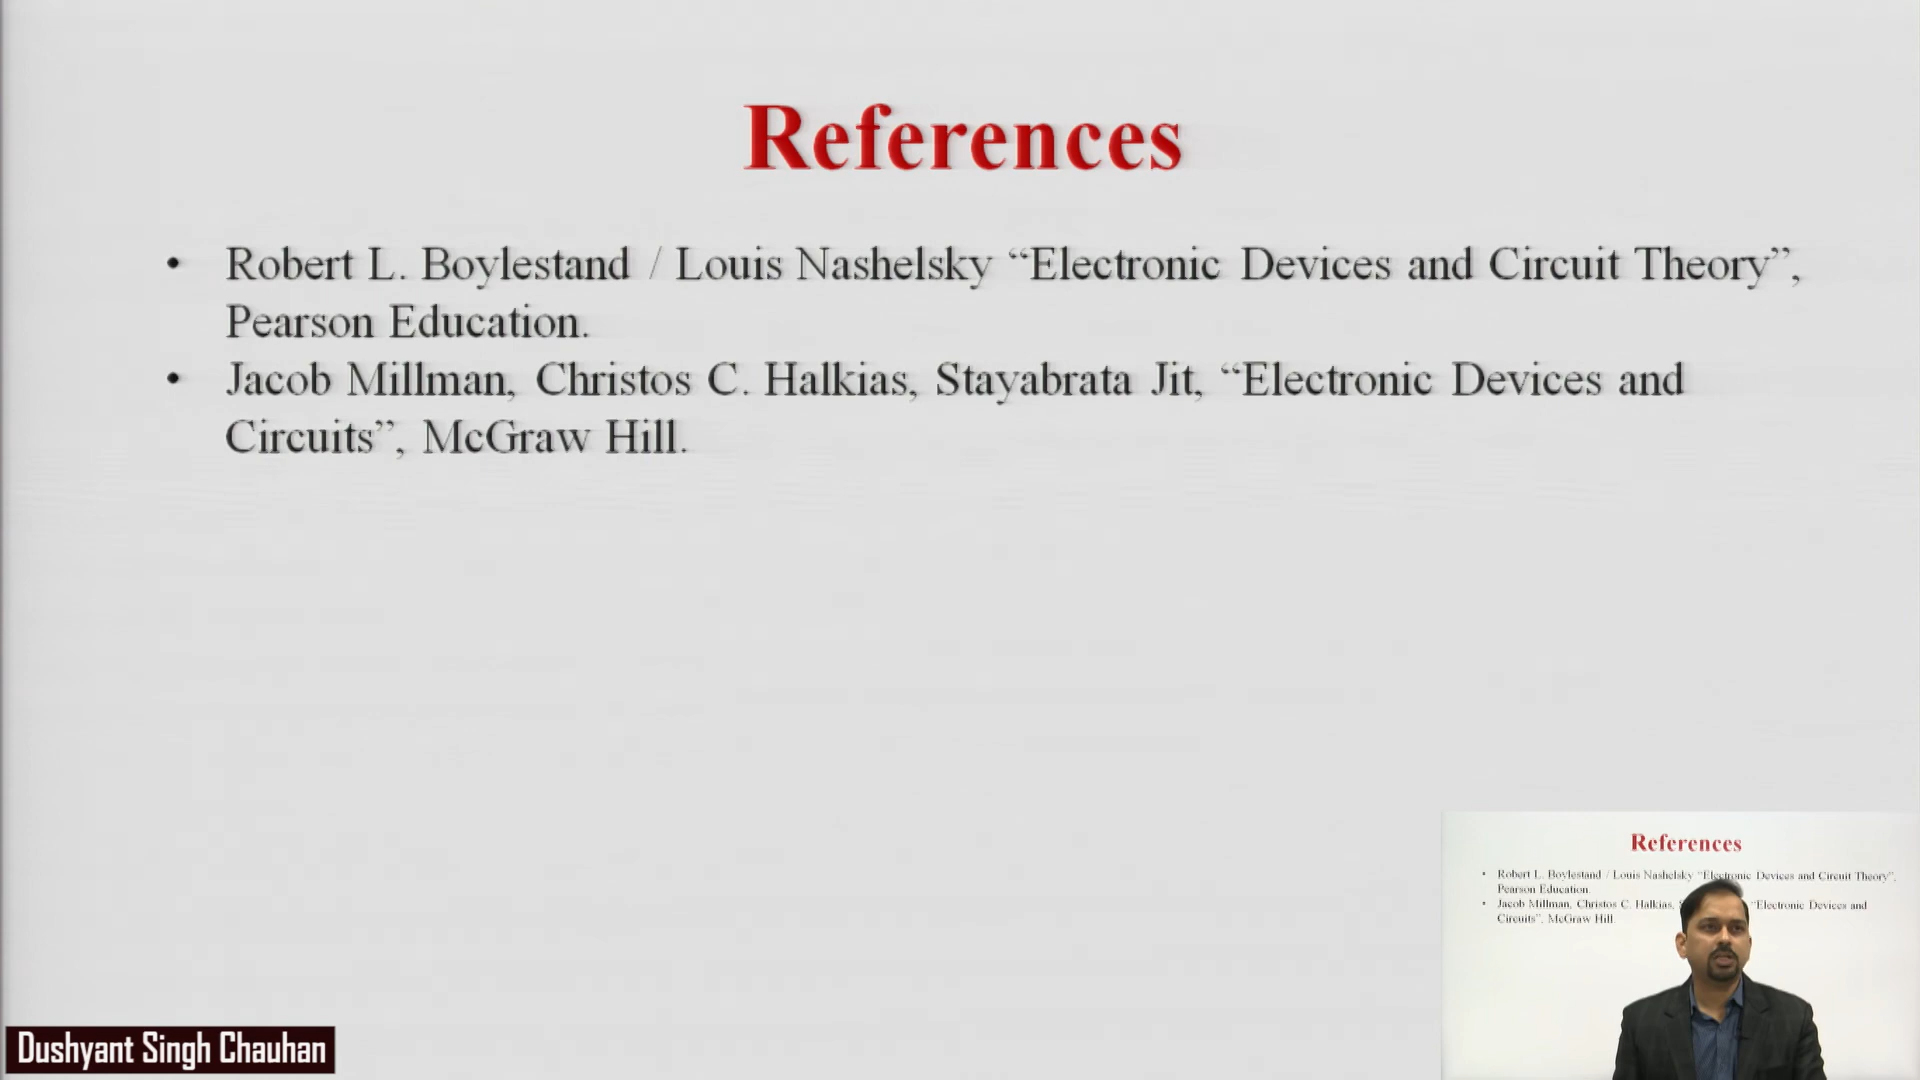 References
• Robert L. Boylestand / Louis Nashelsky “Electronic Devices and Circuit Theory”,
Pearson Education.
• Jacob Millman, Christos C. Halkias, Stayabrata Jit, “Electronic Devices and
Circuits”, McGraw Hill.
References
• Robert L. Boylestand / Louis Nashelsky “Electronic Devices and Circuit Theory”,
Pearson Education.
• Jacob Millman, Christos C. Halkias, “Electronic Devices and
Circuits”, McGraw Hill.
Dushyant Singh Chauhan